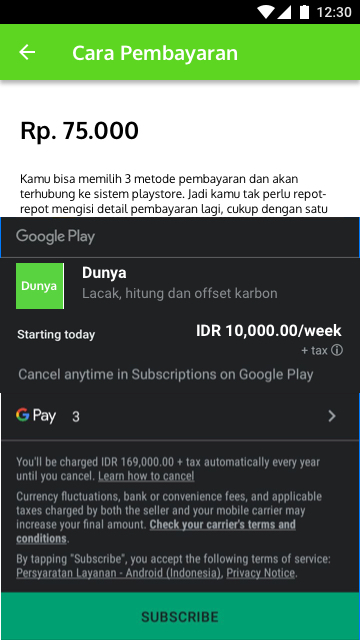 12:30
Cara Pembayaran
Rp. 75.000
Kamu bisa memilih 3 metode pembayaran dan akan
terhubung ke sistem playstore. Jadi kamu tak perlu repot-
repot mengisi detail pembayaran lagi, cukup dengan satu
Google Play
Dunya
Dunya
Lacak, hitung dan offset karbon
Starting today
IDR 10,000.00/week
+ tax ⓘ
Cancel anytime in Subscriptions on Google Play
G Pay 3
You'll be charged IDR 169,000.00 + tax automatically every year
until you cancel. Learn how to cancel
Currency fluctuations, bank or convenience fees, and applicable
taxes charged by both the seller and your mobile carrier may
increase your final amount. Check your carrier's terms and
conditions.
By tapping "Subscribe", you accept the following terms of service:
Persyaratan Layanan - Android (Indonesia), Privacy Notice.
SUBSCRIBE